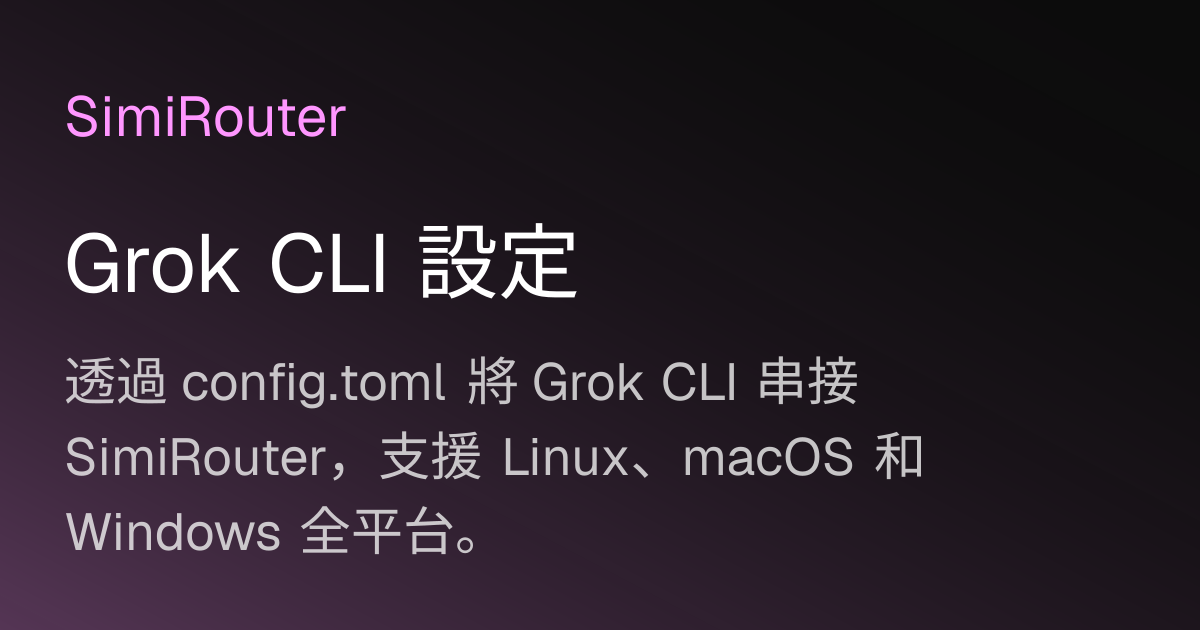 SimiRouter
Grok CLI 設定
透過 config.toml 將 Grok CLI 串接
SimiRouter，支援 Linux、macOS 和
Windows 全平台。